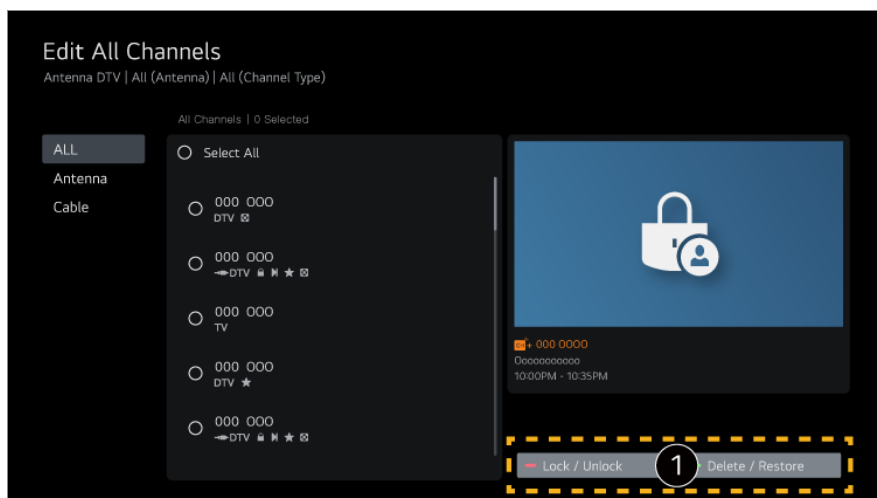 Edit All Channels
Antenna DTV | All (Antenna) | All (Channel Type)
All Channels | 0 Selected
ALL
Antenna
Cable
Select All
000 000
DTV
000 000
DTV
000 000
TV
000 000
DTV
000 000
DTV
+ 000 0000
Ooooooooooo
10:00PM - 10:35PM
Lock / Unlock
1
Delete / Restore